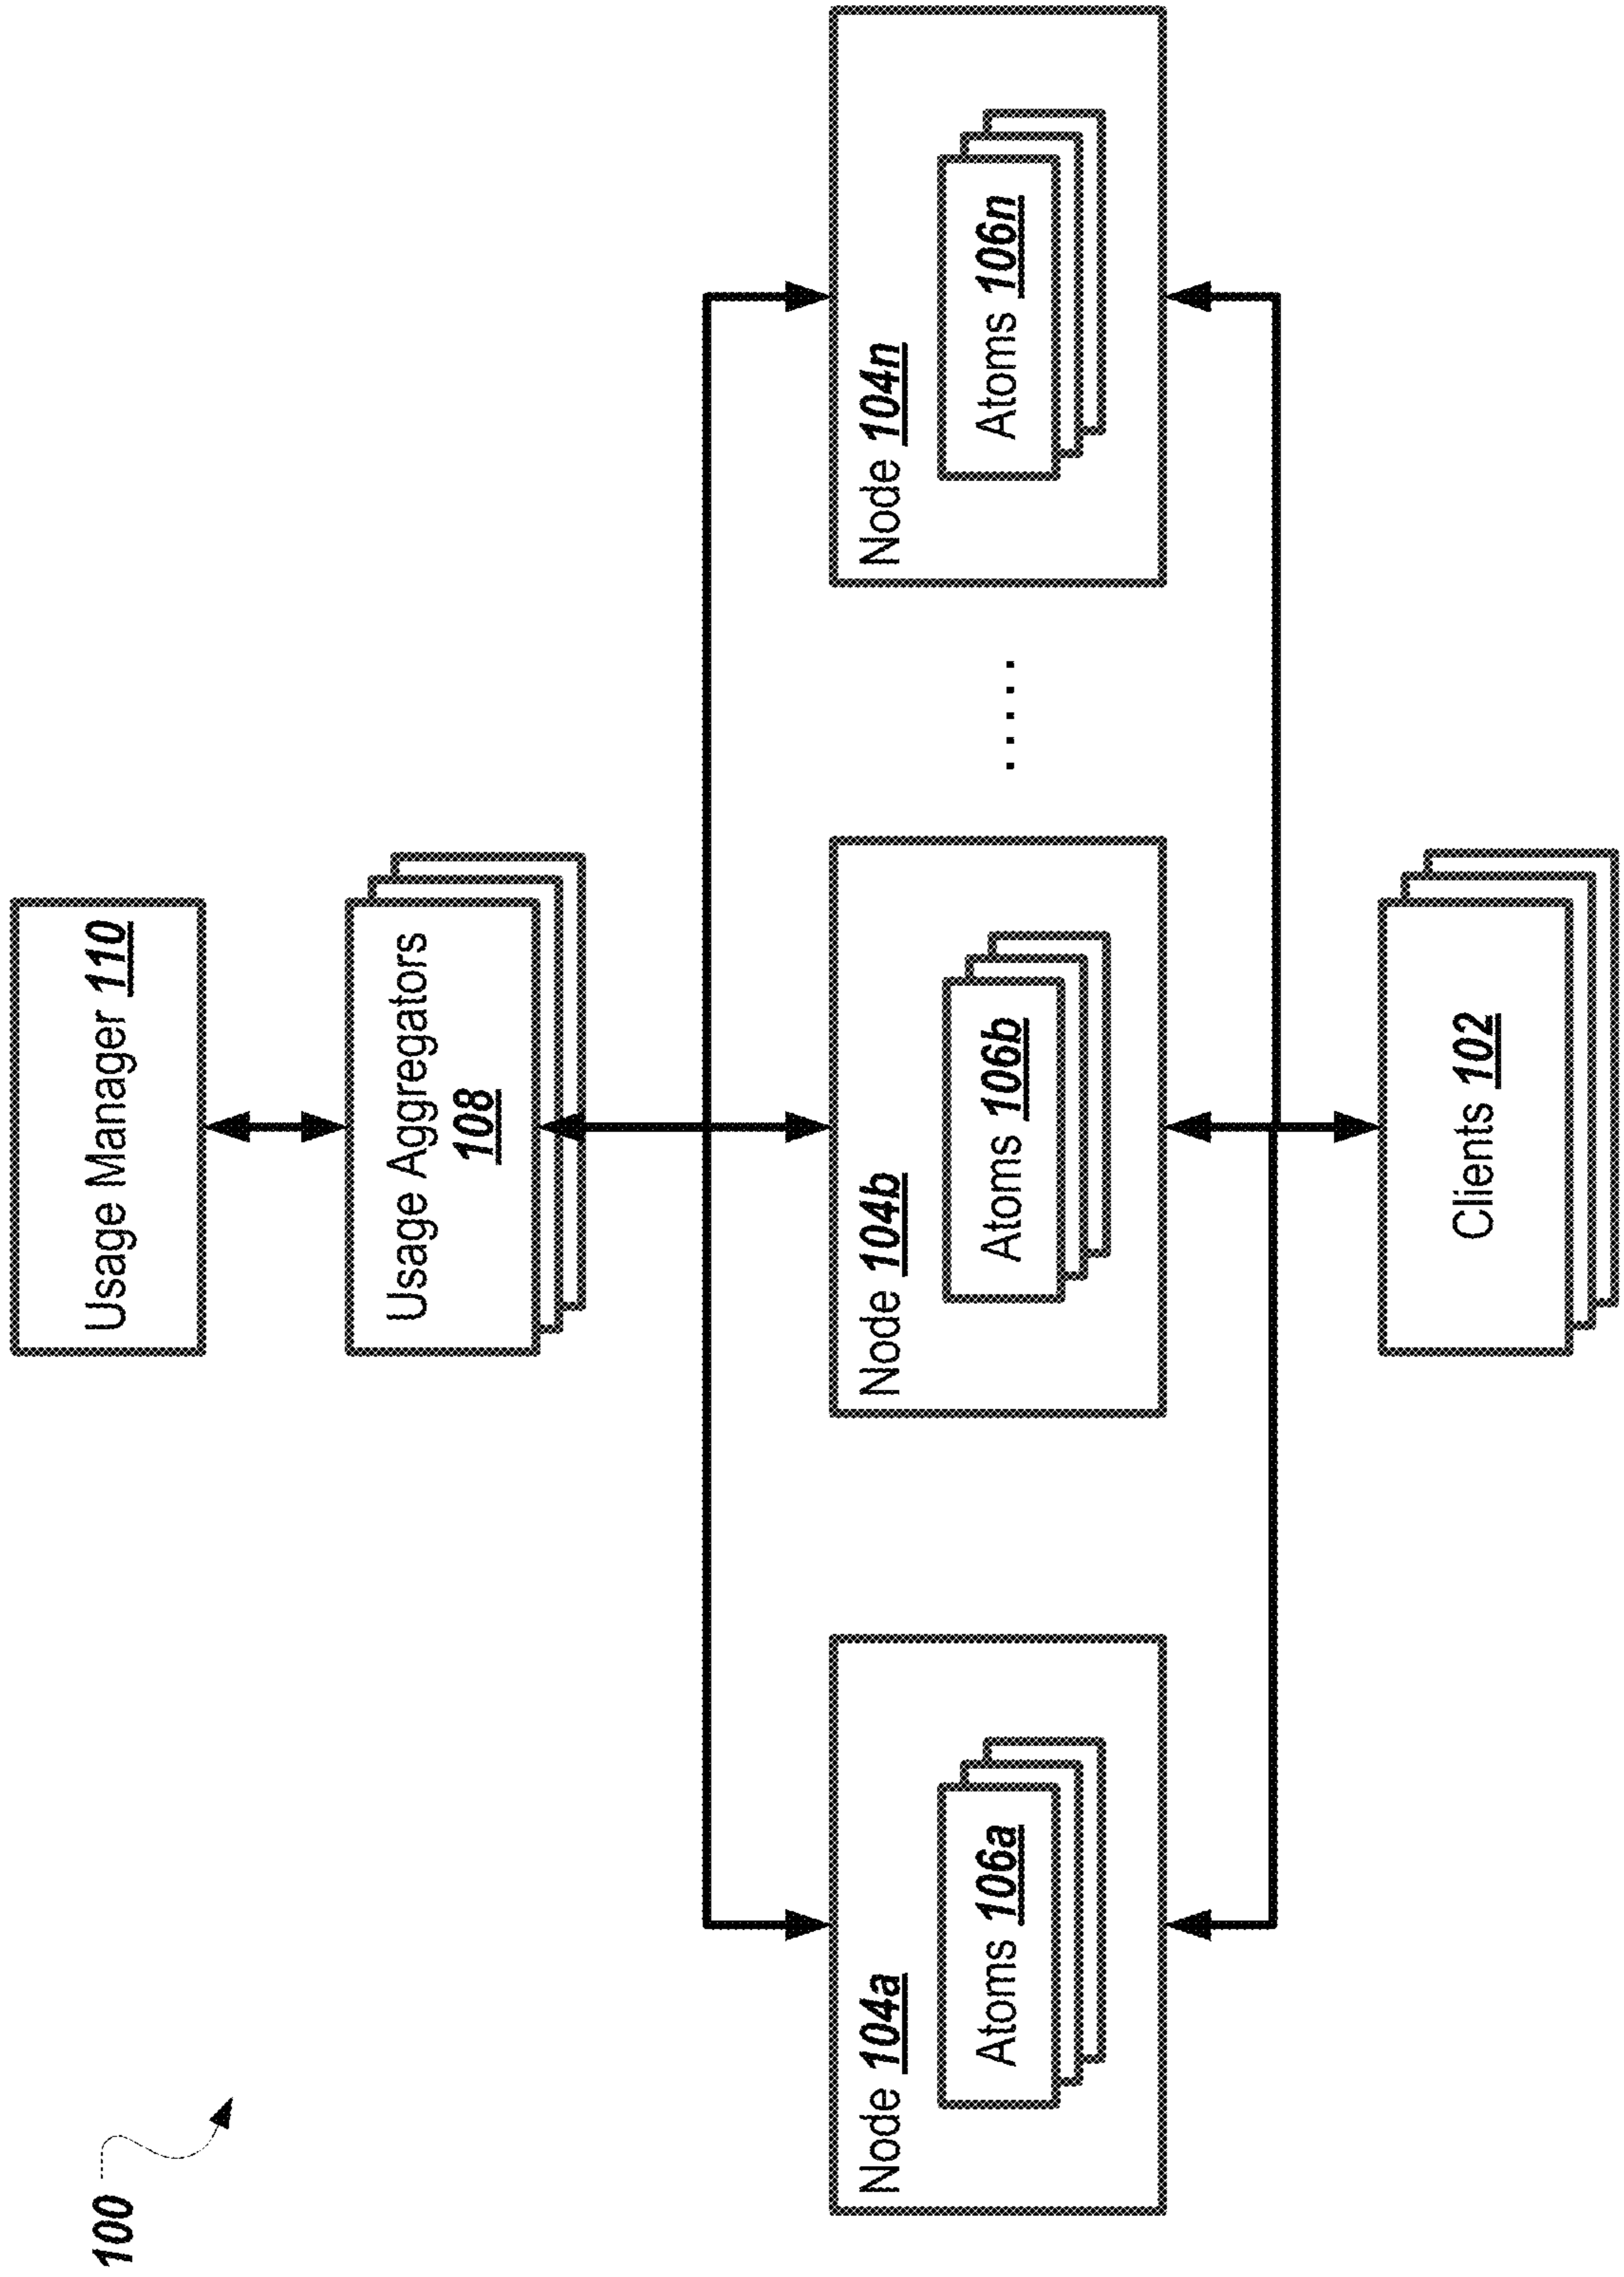 100
Usage Manager 110
Usage Aggregators
108
Node 104a
Atoms 106a
Node 104b
Atoms 106b
.....
Node 104n
Atoms 106n
Clients 102